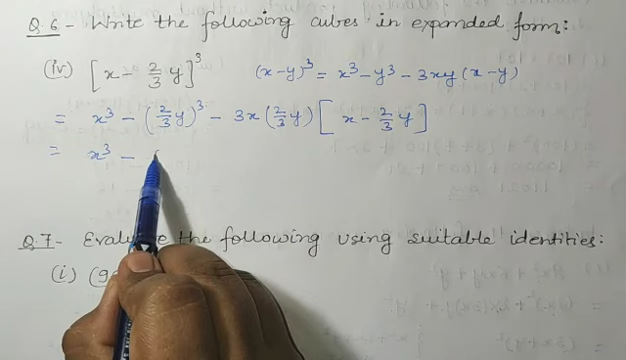 Q.6- Write the following cubes in expanded form:
(iv) [x - 2/3 y]³ (x-y)³ = x³ - y³ - 3xy (x-y)
= x³ - (2/3 y)³ - 3x (2/3 y) [x - 2/3 y]
= x³ -
Q.7- Evaluate the following using suitable identities:
(i)